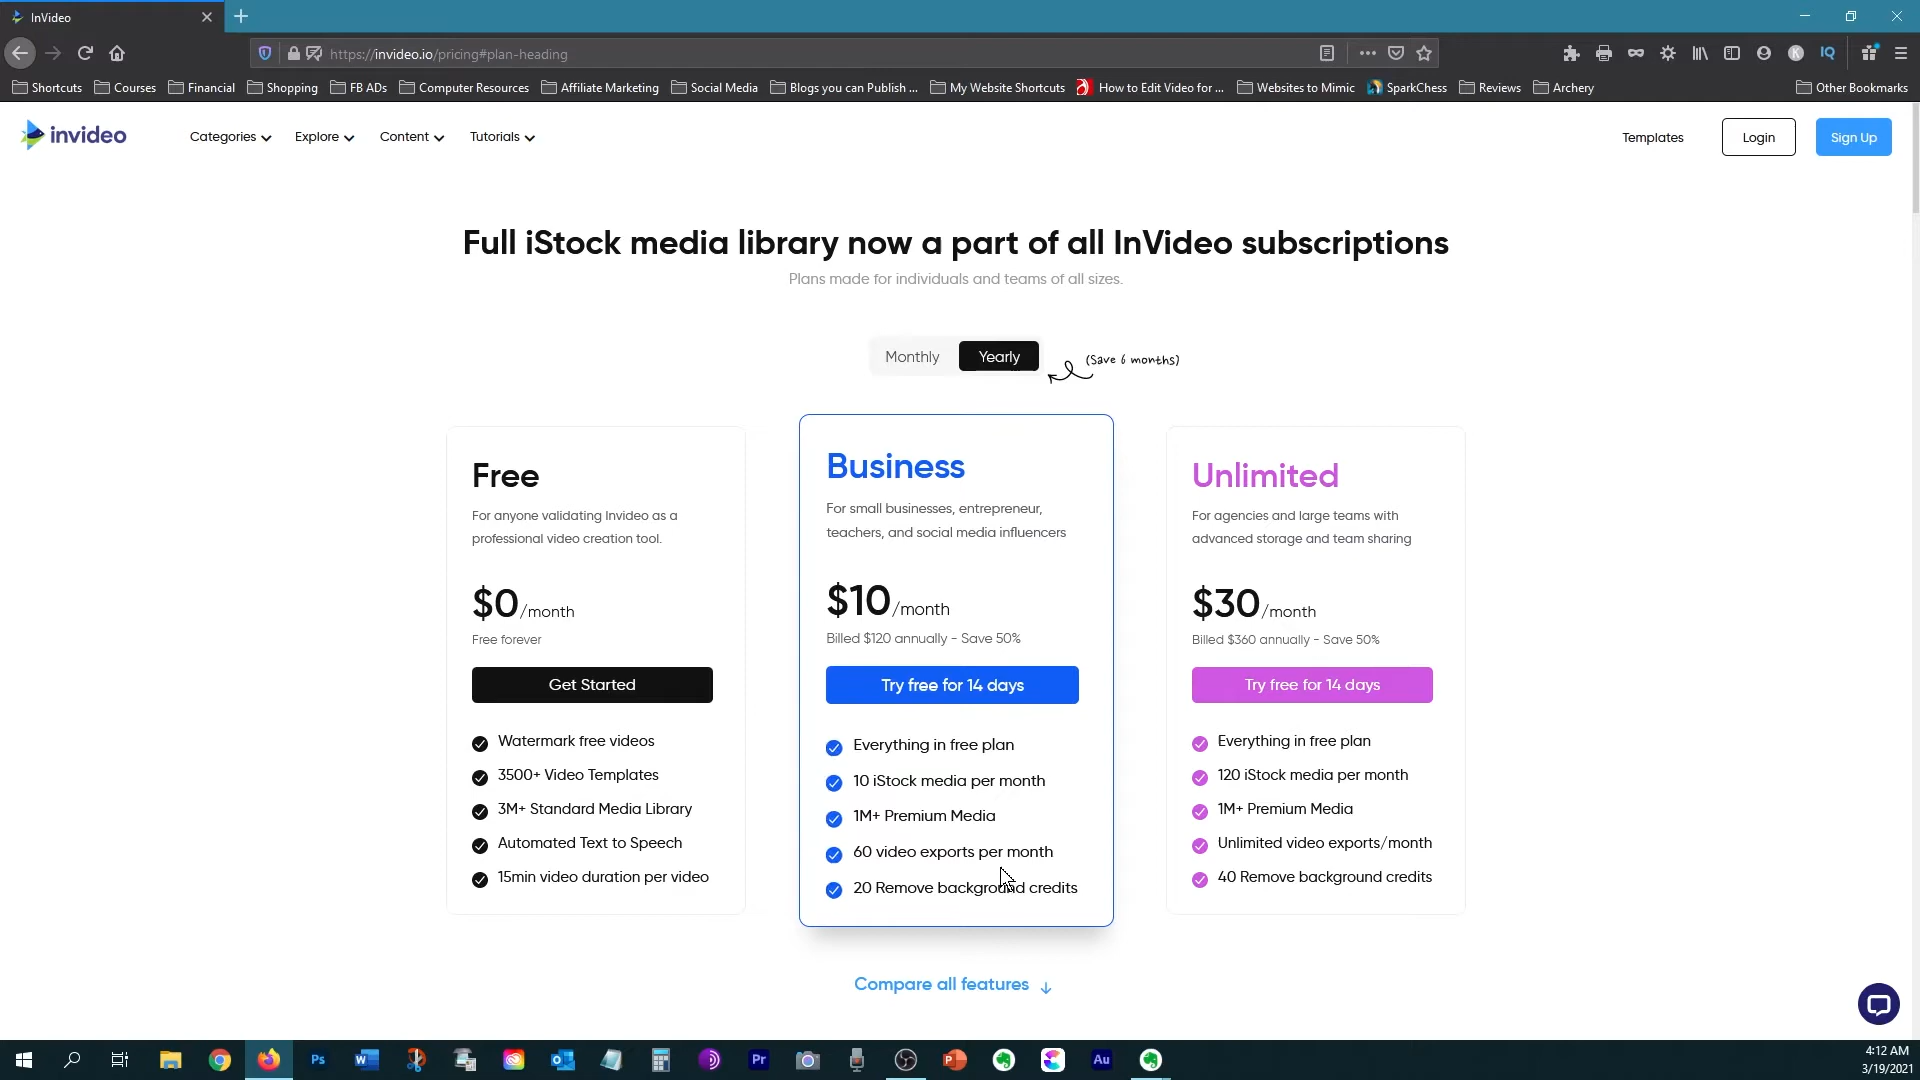 InVideo
https://invideo.io/pricing#plan-heading
Shortcuts
Courses
Financial
Shopping
FB ADs
Computer Resources
Affiliate Marketing
Social Media
Blogs you can Publish ...
My Website Shortcuts
How to Edit Video for ...
Websites to Mimic
SparkChess
Reviews
Archery
Other Bookmarks
invideo
Categories
Explore
Content
Tutorials
Templates
Login
Sign Up
Full iStock media library now a part of all InVideo subscriptions
Plans made for individuals and teams of all sizes.
Monthly
Yearly
(Save 6 months)
Free
For anyone validating Invideo as a
professional video creation tool.
$0/month
Free forever
Get Started
Watermark free videos
3500+ Video Templates
3M+ Standard Media Library
Automated Text to Speech
15min video duration per video
Business
For small businesses, entrepreneur,
teachers, and social media influencers
$10/month
Billed $120 annually - Save 50%
Try free for 14 days
Everything in free plan
10 iStock media per month
1M+ Premium Media
60 video exports per month
20 Remove background credits
Unlimited
For agencies and large teams with
advanced storage and team sharing
$30/month
Billed $360 annually - Save 50%
Try free for 14 days
Everything in free plan
120 iStock media per month
1M+ Premium Media
Unlimited video exports/month
40 Remove background credits
Compare all features
K
IQ
Ps
W
Pr
P
Au
4:12 AM
3/19/2021